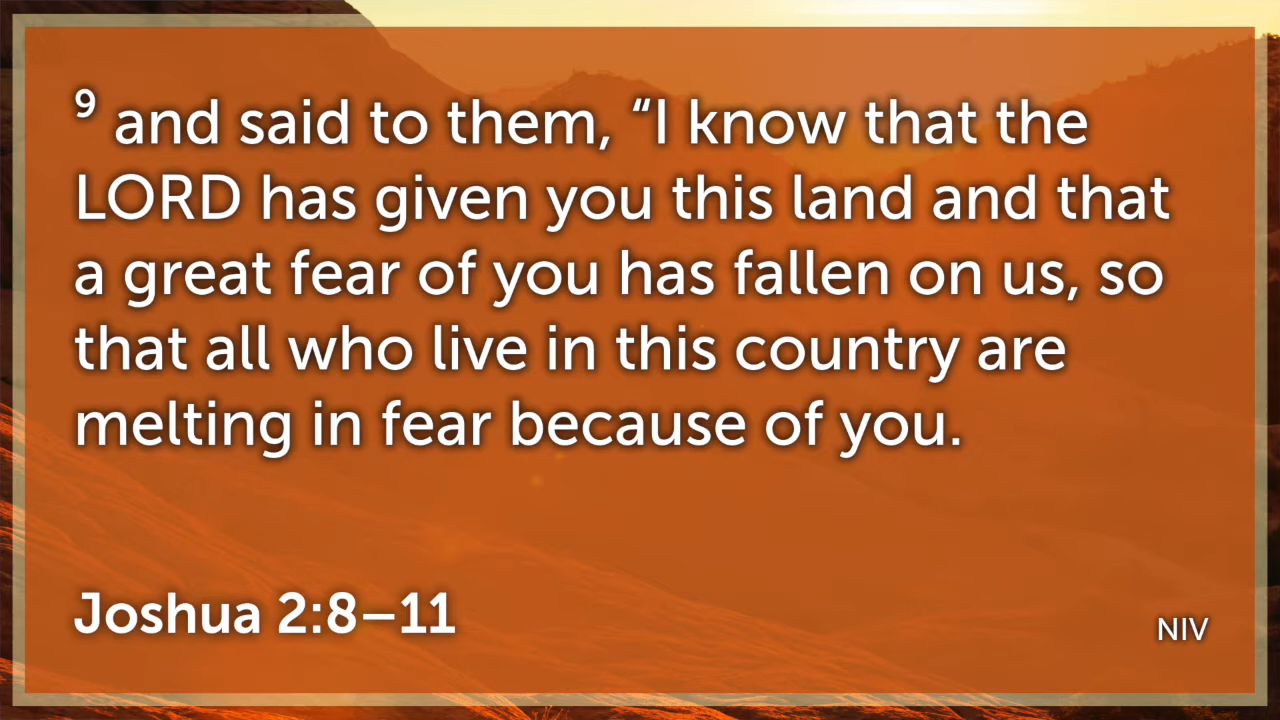 ⁹ and said to them, “I know that the
LORD has given you this land and that
a great fear of you has fallen on us, so
that all who live in this country are
melting in fear because of you.
Joshua 2:8–11
NIV